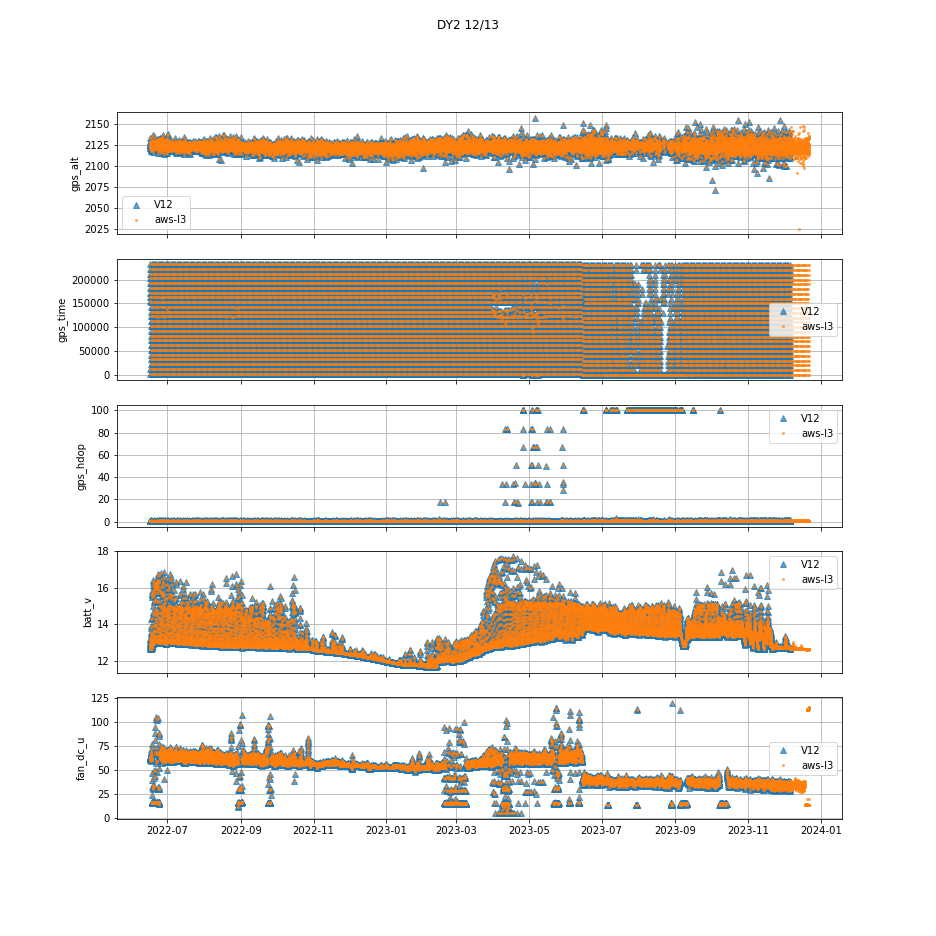 DY2 12/13
gps_alt
2150
2125
2100
2075
2050
2025
V12
aws-l3
gps_time
200000
150000
100000
50000
0
V12
aws-l3
gps_hdop
100
80
60
40
20
0
V12
aws-l3
batt_v
18
16
14
12
V12
aws-l3
fan_dc_u
125
100
75
50
25
0
V12
aws-l3
2022-07 2022-09 2022-11 2023-01 2023-03 2023-05 2023-07 2023-09 2023-11 2024-01